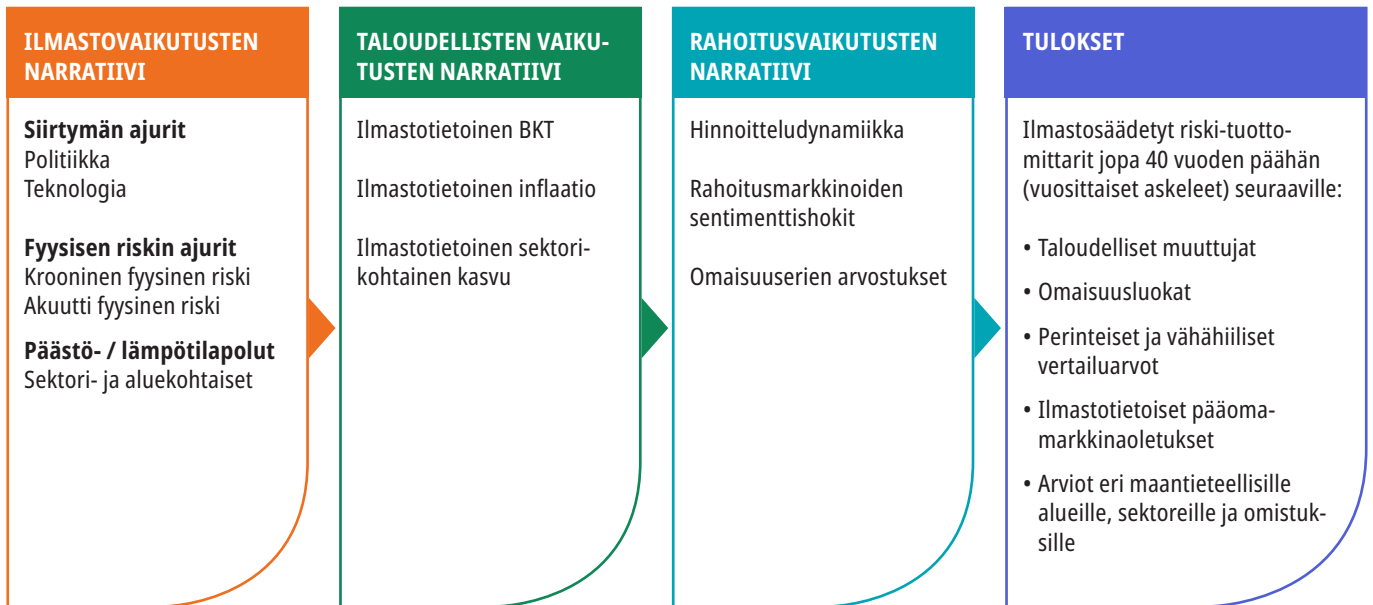 ILMASTOVAIKUTUSTEN
NARRATIIVI
Siirtymän ajurit
Politiikka
Teknologia
Fyysisen riskin ajurit
Krooninen fyysinen riski
Akuutti fyysinen riski
Päästö- / lämpötilapolut
Sektori- ja aluekohtaiset
TALOUDELLISTEN VAIKU-
TUSTEN NARRATIIVI
Ilmastotietoinen BKT
Ilmastotietoinen inflaatio
Ilmastotietoinen sektori-
kohtainen kasvu
RAHOITUSVAIKUTUSTEN
NARRATIIVI
Hinnoitteludynamiikka
Rahoitusmarkkinoiden
sentimenttishokit
Omaisuuserien arvostukset
TULOKSET
Ilmastosäädetyt riski-tuotto-
mittarit jopa 40 vuoden päähän
(vuosittaiset askeleet) seuraaville:
• Taloudelliset muuttujat
• Omaisuusluokat
• Perinteiset ja vähähiiliset
vertailuarvot
• Ilmastotietoiset pääoma-
markkinaoletukset
• Arviot eri maantieteellisille
alueille, sektoreille ja omistuk-
sille